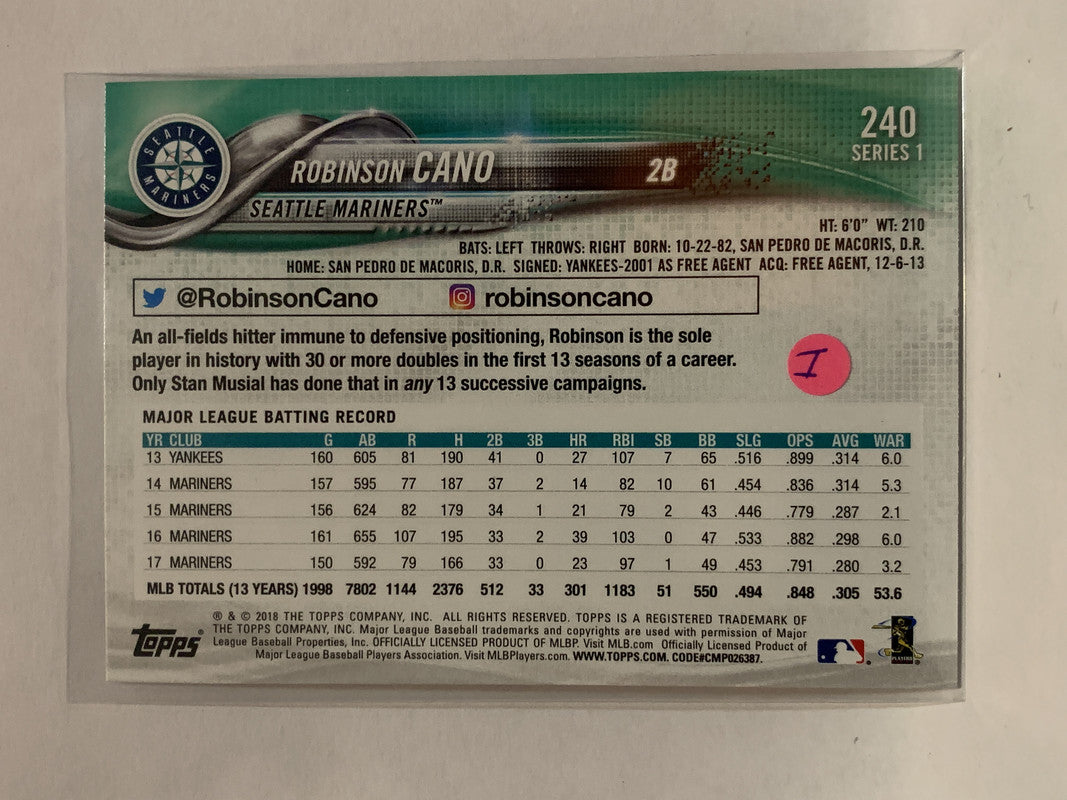 SEATTLE MARINERS
240
SERIES 1
ROBINSON CANO 2B
SEATTLE MARINERS™
HT: 6'0" WT: 210
BATS: LEFT THROWS: RIGHT BORN: 10-22-82, SAN PEDRO DE MACORIS, D.R.
HOME: SAN PEDRO DE MACORIS, D.R. SIGNED: YANKEES-2001 AS FREE AGENT ACQ: FREE AGENT, 12-6-13
@RobinsonCano robinsoncano
An all-fields hitter immune to defensive positioning, Robinson is the sole
player in history with 30 or more doubles in the first 13 seasons of a career.
Only Stan Musial has done that in any 13 successive campaigns.
I
MAJOR LEAGUE BATTING RECORD
YR CLUB G AB R H 2B 3B HR RBI SB BB SLG OPS AVG WAR
13 YANKEES 160 605 81 190 41 0 27 107 7 65 .516 .899 .314 6.0
14 MARINERS 157 595 77 187 37 2 14 82 10 61 .454 .836 .314 5.3
15 MARINERS 156 624 82 179 34 1 21 79 2 43 .446 .779 .287 2.1
16 MARINERS 161 655 107 195 33 2 39 103 0 47 .533 .882 .298 6.0
17 MARINERS 150 592 79 166 33 0 23 97 1 49 .453 .791 .280 3.2
MLB TOTALS (13 YEARS) 1998 7802 1144 2376 512 33 301 1183 51 550 .494 .848 .305 53.6
® & © 2018 THE TOPPS COMPANY, INC. ALL RIGHTS RESERVED. TOPPS IS A REGISTERED TRADEMARK OF
THE TOPPS COMPANY, INC. Major League Baseball trademarks and copyrights are used with permission of Major
League Baseball Properties, Inc. OFFICIALLY LICENSED PRODUCT OF MLBP. Visit MLB.com Officially Licensed Product of
Major League Baseball Players Association. Visit MLBPlayers.com. WWW.TOPPS.COM. CODE#CMP026387.
Topps®
PLAYERS